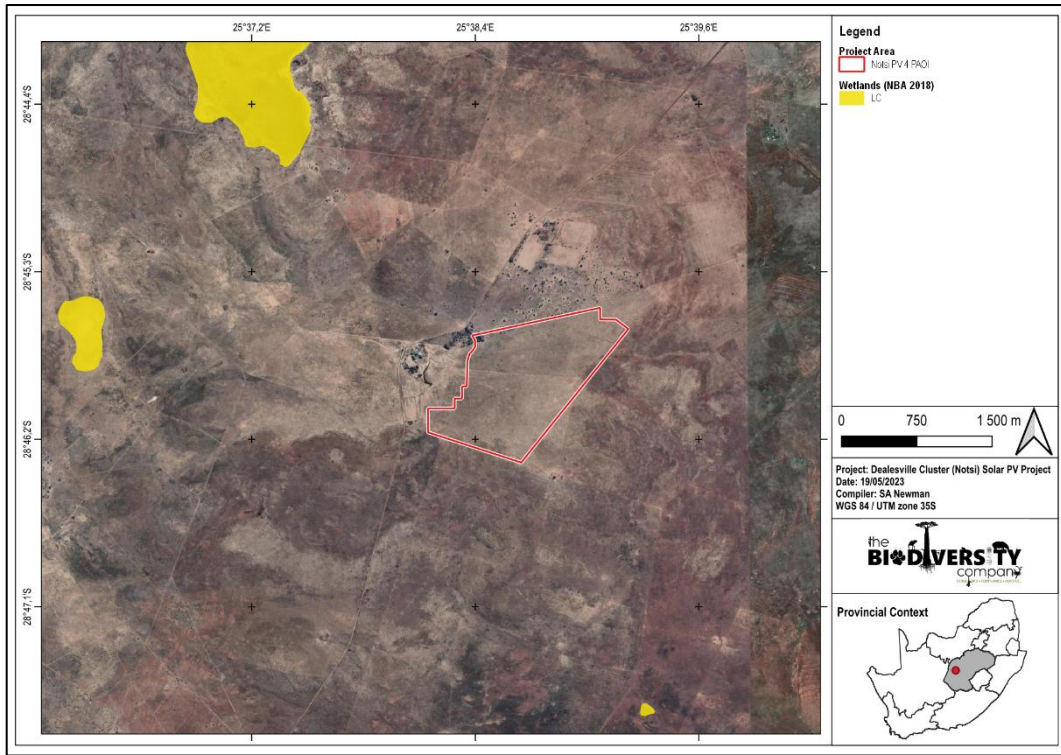 25°37,2'E 25°38,4'E 25°39,6'E
28°44,4'S
28°45,3'S
28°46,2'S
28°47,1'S
Legend
Project Area
Notsi PV 4 PAOI
Wetlands (NBA 2018)
LC
0 750 1 500 m
Project: Dealesville Cluster (Notsi) Solar PV Project
Date: 19/05/2023
Compiler: SA Newman
WGS 84 / UTM zone 35S
the
BIODIVERSITY
company
Provincial Context